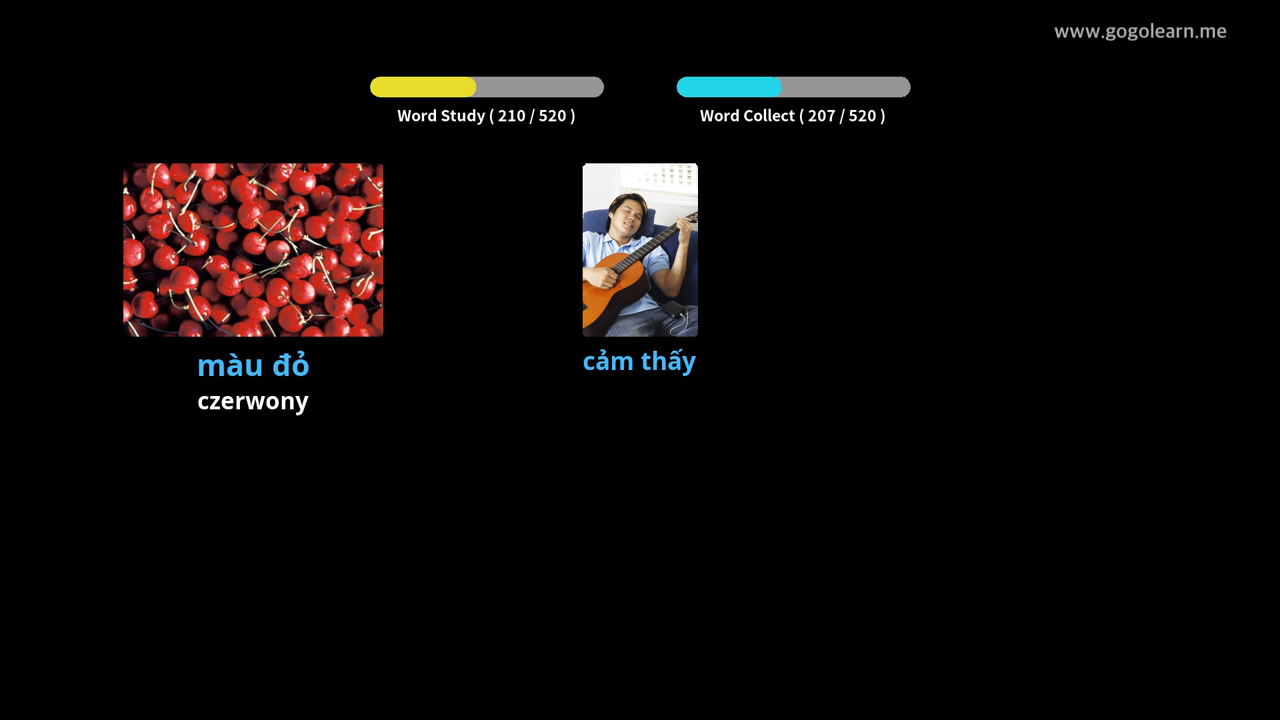 www.gogolearn.me
Word Study ( 210 / 520 )
Word Collect ( 207 / 520 )
màu đỏ
czerwony
cảm thấy